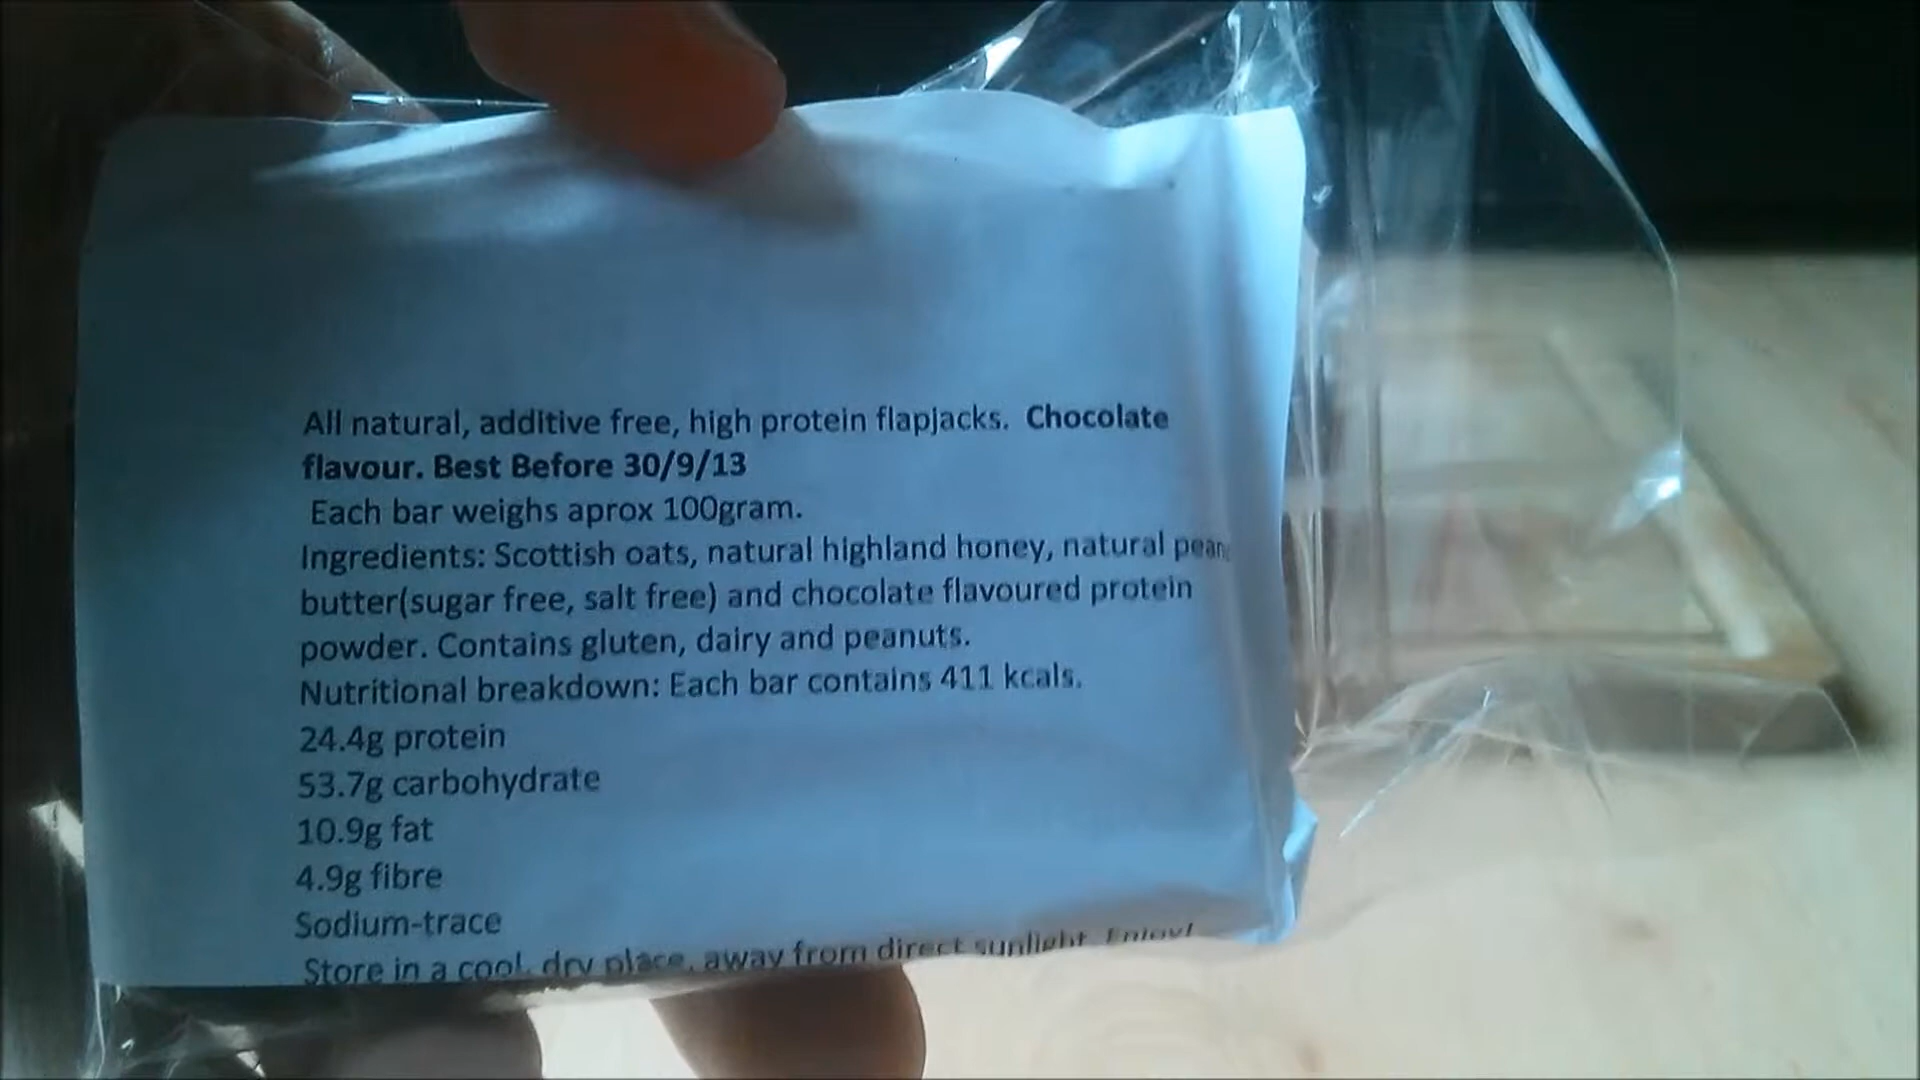 All natural, additive free, high protein flapjacks. Chocolate
flavour. Best Before 30/9/13
Each bar weighs aprox 100gram.
Ingredients: Scottish oats, natural highland honey, natural
butter(sugar free, salt free) and chocolate flavoured protein
powder. Contains gluten, dairy and peanuts.
Nutritional breakdown: Each bar contains 411 kcals.
24.4g protein
53.7g carbohydrate
10.9g fat
4.9g fibre
Sodium-trace
Store in a cool, dry place, away from direct sunlight. Enjoy!